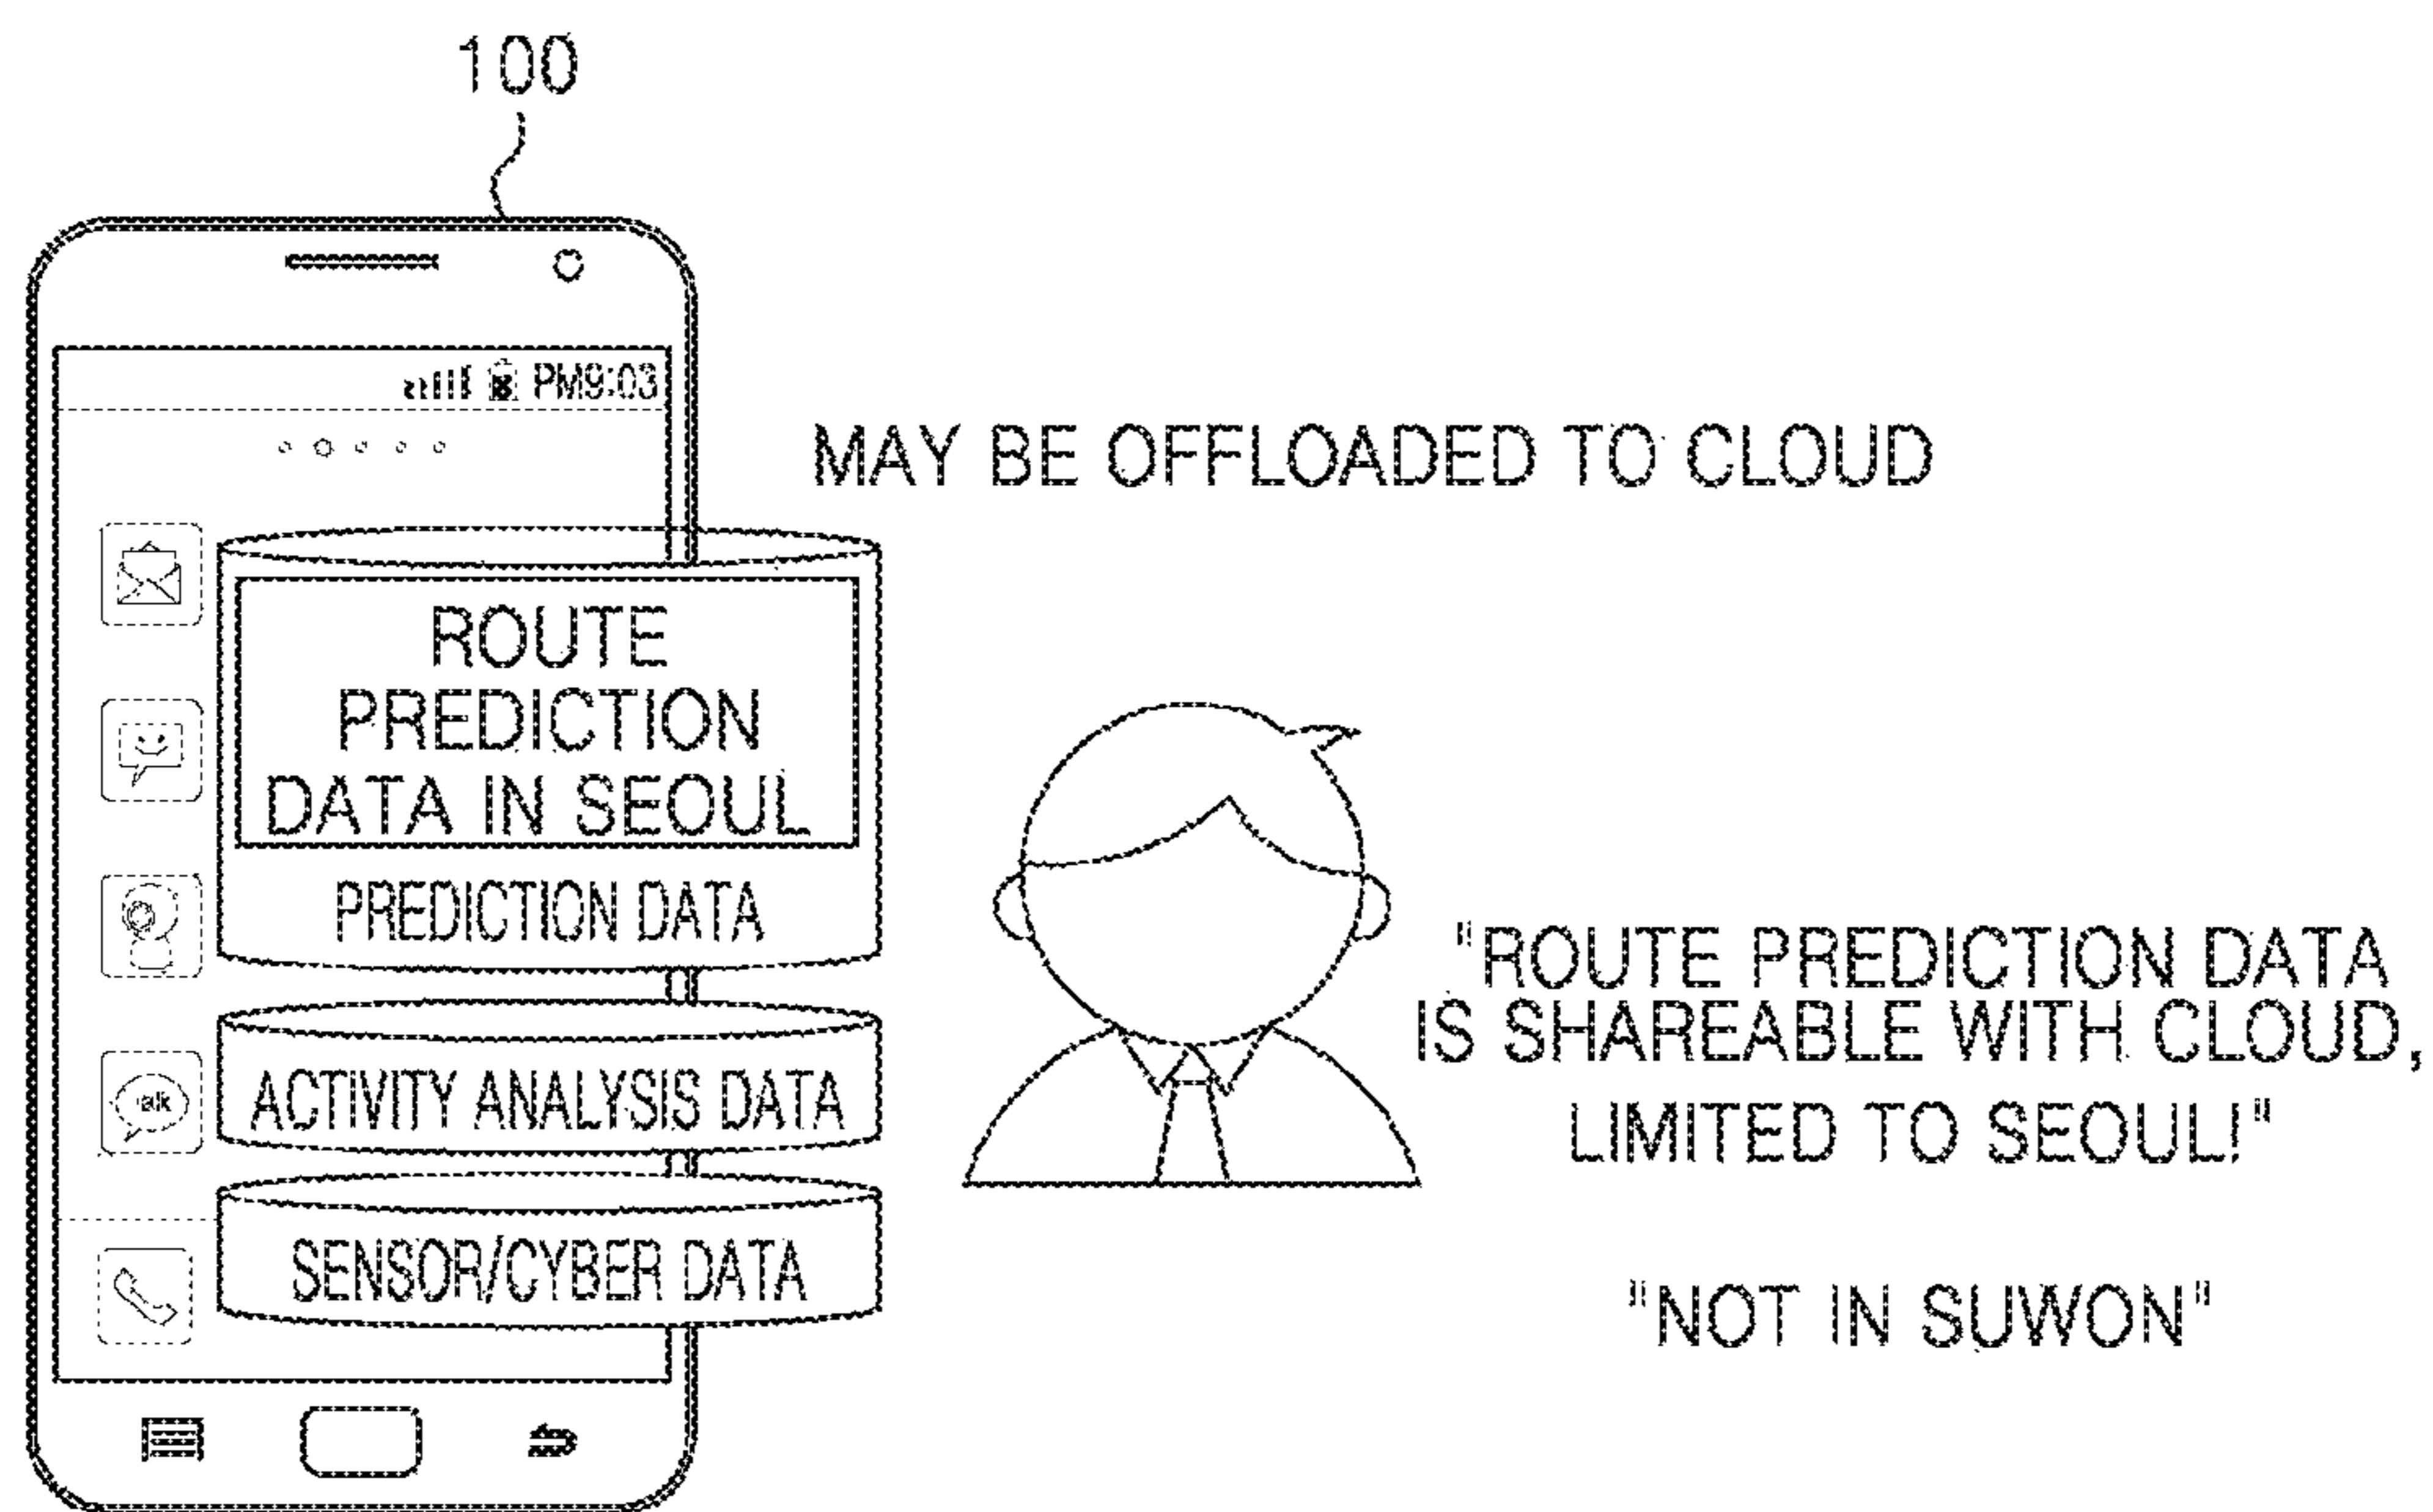 100
PM9:03
MAY BE OFFLOADED TO CLOUD
ROUTE
PREDICTION
DATA IN SEOUL
PREDICTION DATA
ACTIVITY ANALYSIS DATA
SENSOR/CYBER DATA
"ROUTE PREDICTION DATA
IS SHAREABLE WITH CLOUD,
LIMITED TO SEOUL!"
"NOT IN SUWON"